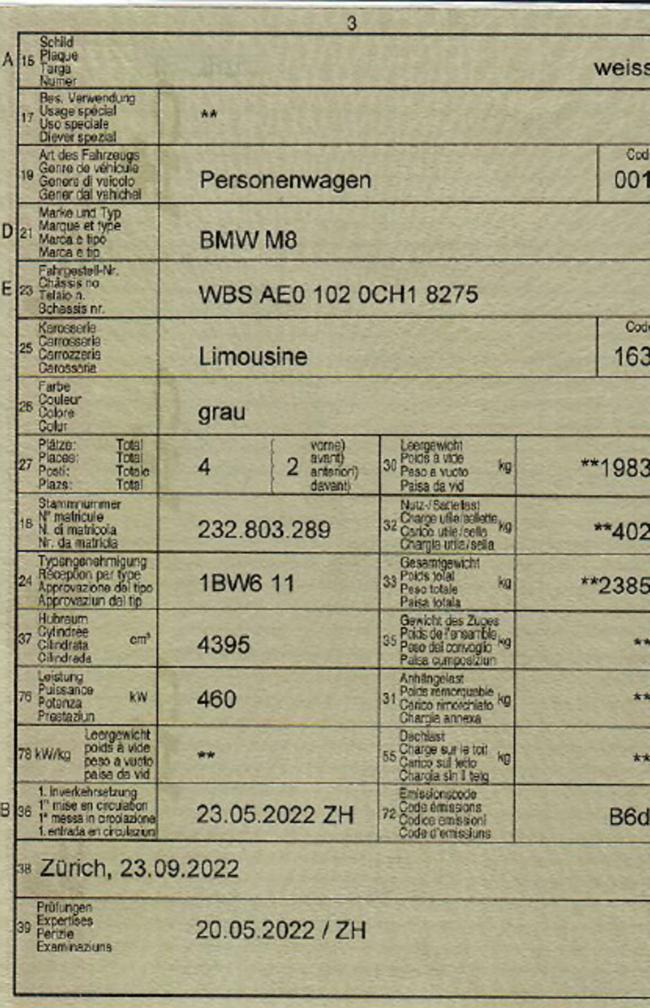 3
A 15 Schild
Plaque
Targa
Numer
weiss
17 Bes. Verwendung
Usage spécial
Uso speciale
Diever spezial
**
19 Art des Fahrzeugs
Genre de véhicule
Genere di veicolo
Gener dal vehichel
Personenwagen
Code
001
D 21 Marke und Typ
Marque et type
Marca e tipo
Marca e tip
BMW M8
E 23 Fahrgestell-Nr.
Châssis no
Telaio n.
Schassis nr.
WBS AE0 102 0CH1 8275
25 Karosserie
Carrosserie
Carrozzeria
Carossaria
Limousine
Code
163
26 Farbe
Couleur
Colore
Colur
grau
27 Plätze: Total
Places: Total
Posti: Totale
Plazs: Total
4
2 vorne)
avant)
anteriori)
davant)
30 Leergewicht
Poids à vide
Peso a vuoto
Paisa da vid
kg
**1983
18 Stammnummer
N° matricule
N. di matricola
Nr. da matricla
232.803.289
32 Nutz-/Sattellast
Charge utile/sellette
Carico utile/sella
Chargia utila/sella
kg
**402
24 Typengenehmigung
Réception par type
Approvazione del tipo
Approvaziun dal tip
1BW6 11
33 Gesamtgewicht
Poids total
Peso totale
Paisa totala
kg
**2385
37 Hubraum
Cylindrée
Cilindrata
Cilindrada
cm³
4395
35 Gewicht des Zuges
Poids de l'ensemble
Peso del convoglio
Paisa cumposiziun
kg
**
76 Leistung
Puissance
Potenza
Prestaziun
kW
460
31 Anhängelast
Poids remorquable
Carico rimorchiato
Chargia annexa
kg
**
78 kW/kg Leergewicht
poids à vide
peso a vuoto
paisa da vid
**
55 Dachlast
Charge sur le toit
Carico sul tetto
Chargia sin il tetg
kg
**
B 36 1. Inverkehrsetzung
1re mise en circulation
1a messa in circolazione
1. entrada en circulaziun
23.05.2022 ZH
72 Emissionscode
Code émissions
Codice emissioni
Code d'emissiuns
B6d
38 Zürich, 23.09.2022
39 Prüfungen
Expertises
Perizie
Examinaziuns
20.05.2022 / ZH